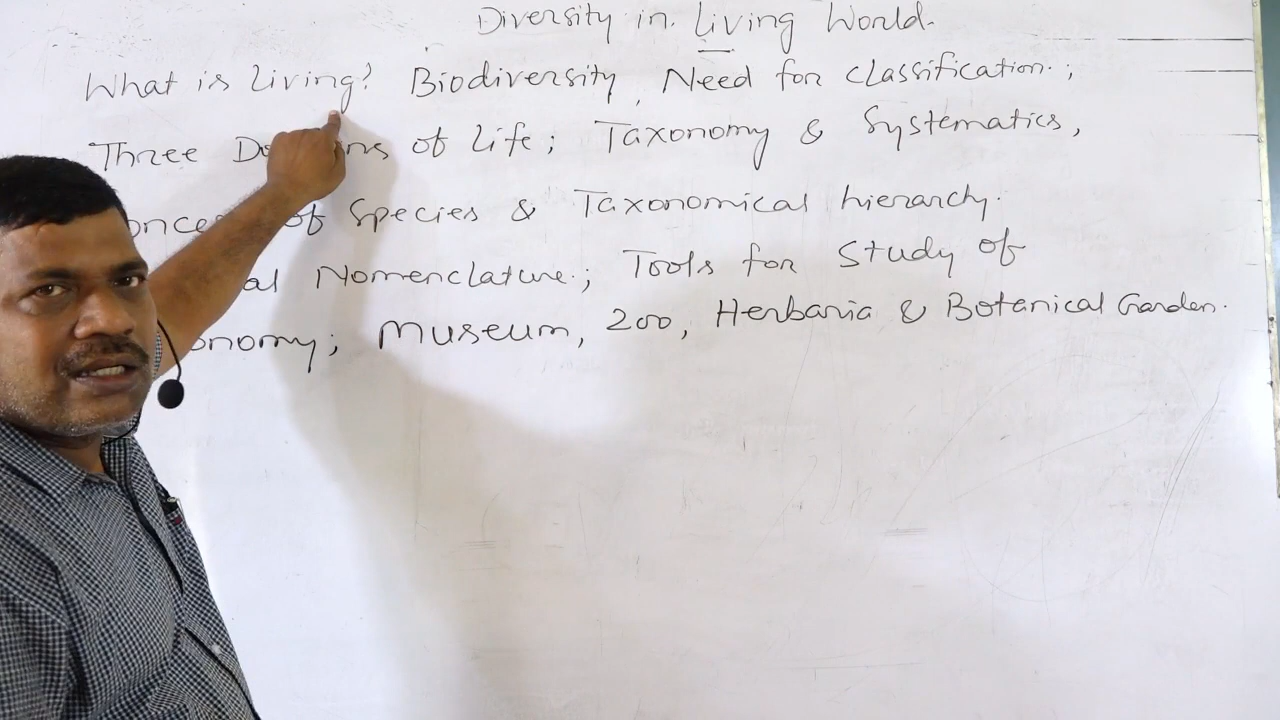 Diversity in Living World.
What is Living? Biodiversity, Need for classification.;
Three of Life; Taxonomy & Systematics,
of Species & Taxonomical hierarchy.
Nomenclature.; Tools for Study of
Museum, Zoo, Herbaria & Botanical Garden.